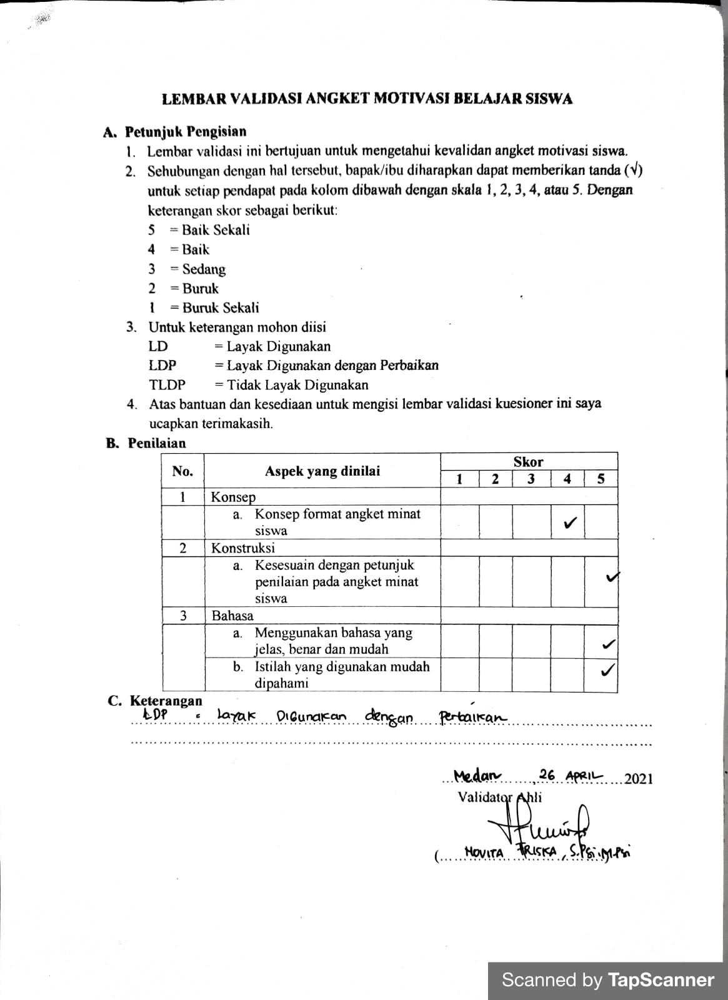 LEMBAR VALIDASI ANGKET MOTIVASI BELAJAR SISWA
A. Petunjuk Pengisian
1. Lembar validasi ini bertujuan untuk mengetahui kevalidan angket motivasi siswa.
2. Sehubungan dengan hal tersebut, bapak/ibu diharapkan dapat memberikan tanda (√)
untuk setiap pendapat pada kolom dibawah dengan skala 1, 2, 3, 4, atau 5. Dengan
keterangan skor sebagai berikut:
5 = Baik Sekali
4 = Baik
3 = Sedang
2 = Buruk
1 = Buruk Sekali
3. Untuk keterangan mohon diisi
LD = Layak Digunakan
LDP = Layak Digunakan dengan Perbaikan
TLDP = Tidak Layak Digunakan
4. Atas bantuan dan kesediaan untuk mengisi lembar validasi kuesioner ini saya
ucapkan terimakasih.
B. Penilaian
No. Aspek yang dinilai Skor
1 2 3 4 5
1 Konsep
a. Konsep format angket minat
siswa ✓
2 Konstruksi
a. Kesesuain dengan petunjuk
penilaian pada angket minat ✓
siswa
3 Bahasa
a. Menggunakan bahasa yang
jelas, benar dan mudah ✓
b. Istilah yang digunakan mudah ✓
dipahami
C. Keterangan
LDP = Layak Digunakan dengan Perbaikan
Medan, 26 APRIL 2021
Validator Ahli
(NOVITA FRISKA, S.Psi.M.Psi
Scanned by TapScanner